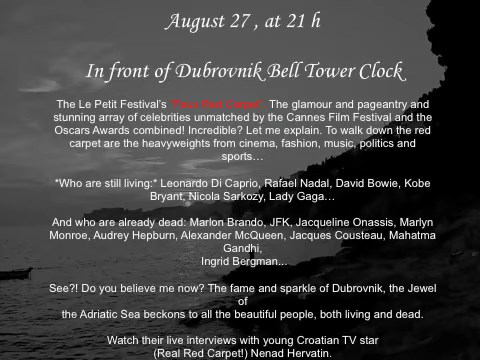 August 27 , at 21 h
In front of Dubrovnik Bell Tower Clock
The Le Petit Festival's "Faux Red Carpet" The glamour and pageantry and
stunning array of celebrities unmatched by the Cannes Film Festival and the
Oscars Awards combined! Incredible? Let me explain. To walk down the red
carpet are the heavyweights from cinema, fashion, music, politics and
sports…
*Who are still living:* Leonardo Di Caprio, Rafael Nadal, David Bowie, Kobe
Bryant, Nicola Sarkozy, Lady Gaga…
And who are already dead: Marlon Brando, JFK, Jacqueline Onassis, Marlyn
Monroe, Audrey Hepburn, Alexander McQueen, Jacques Cousteau, Mahatma
Gandhi,
Ingrid Bergman...
See?! Do you believe me now? The fame and sparkle of Dubrovnik, the Jewel
of
the Adriatic Sea beckons to all the beautiful people, both living and dead.
Watch their live interviews with young Croatian TV star
(Real Red Carpet!) Nenad Hervatin.